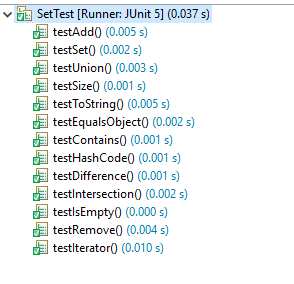 SetTest [Runner: JUnit 5] (0.037 s)
testAdd() (0.005 s)
testSet() (0.002 s)
testUnion() (0.003 s)
testSize() (0.001 s)
testToString() (0.005 s)
testEqualsObject() (0.002 s)
testContains() (0.001 s)
testHashCode() (0.001 s)
testDifference() (0.001 s)
testIntersection() (0.002 s)
testIsEmpty() (0.000 s)
testRemove() (0.004 s)
testIterator() (0.010 s)